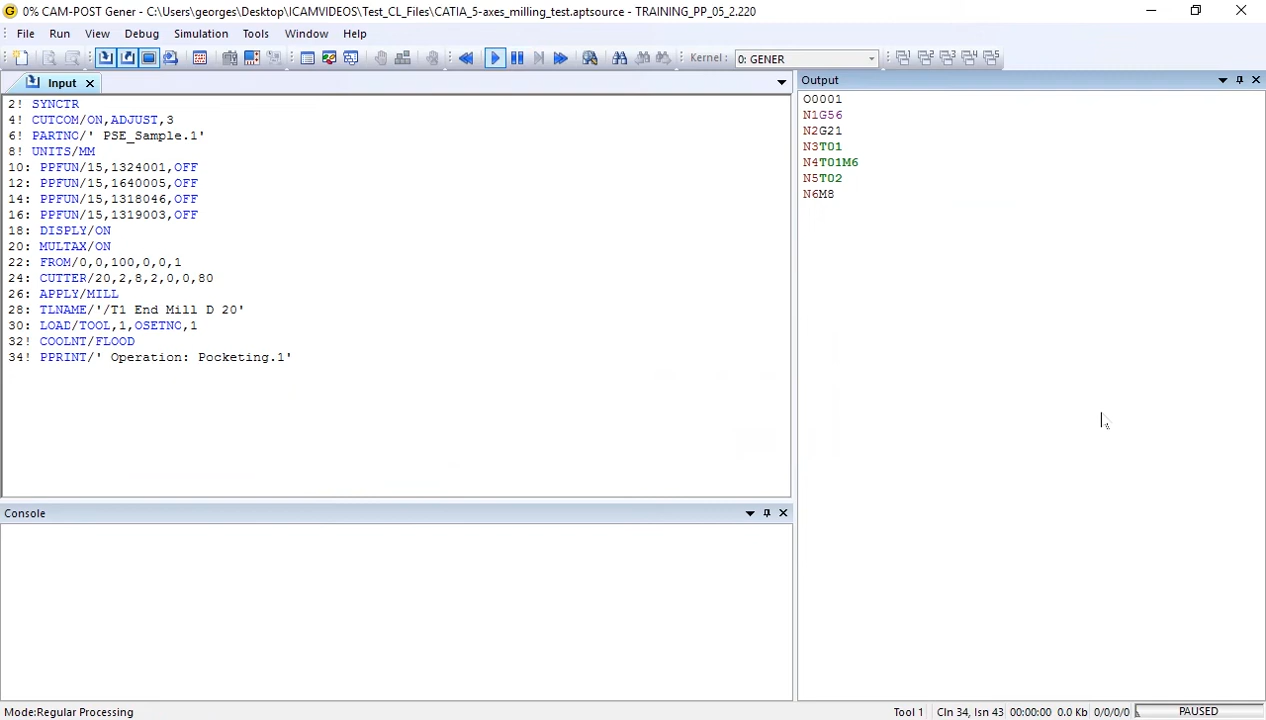 0% CAM-POST Gener - C:\Users\georges\Desktop\ICAMVIDEOS\Test_CL_Files\CATIA_5-axes_milling_test.aptsource - TRAINING_PP_05_2.220
File Run View Debug Simulation Tools Window Help
Kernel : 0: GENER
Input
2! SYNCTR
4! CUTCOM/ON,ADJUST,3
6! PARTNO/' PSE_Sample.1'
8! UNITS/MM
10: PPFUN/15,1324001,OFF
12: PPFUN/15,1640005,OFF
14: PPFUN/15,1318046,OFF
16: PPFUN/15,1319003,OFF
18: DISPLY/ON
20: MULTAX/ON
22: FROM/0,0,100,0,0,1
24: CUTTER/20,2,8,2,0,0,80
26: APPLY/MILL
28: TLNAME/'/T1 End Mill D 20'
30: LOAD/TOOL,1,OSETNO,1
32! COOLNT/FLOOD
34! PPRINT/' Operation: Pocketing.1'
Output
O0001
N1G56
N2G21
N3T01
N4T01M6
N5T02
N6M8
Console
Mode:Regular Processing
Tool 1 Cln 34, Isn 43 00:00:00 0.0 Kb 0/0/0/0 PAUSED